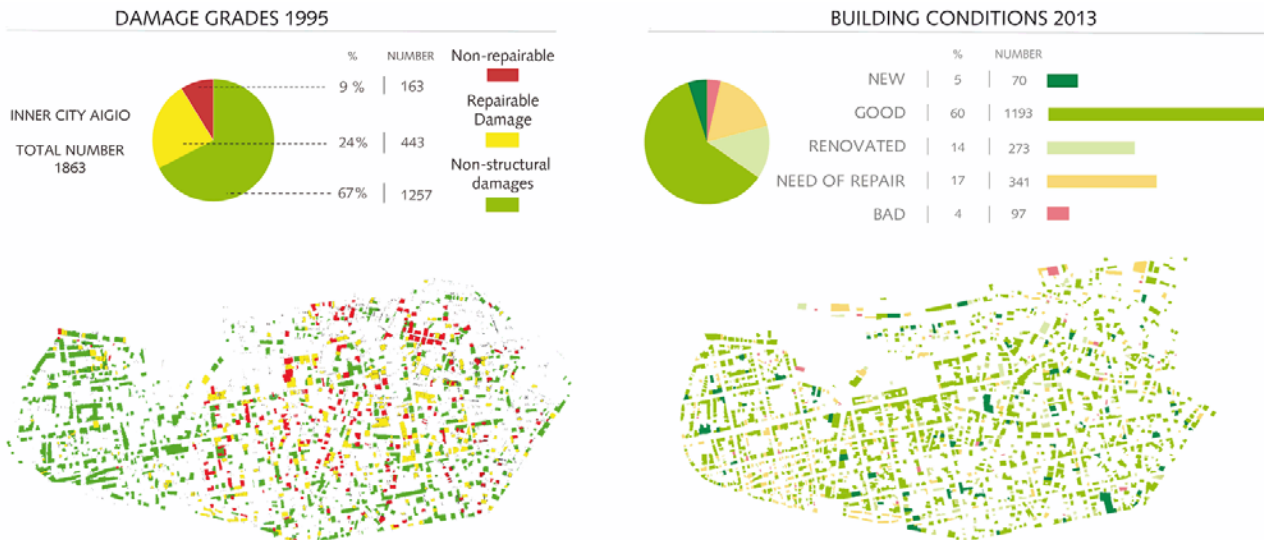 DAMAGE GRADES 1995
% NUMBER
Non-repairable
9 % 163
INNER CITY AIGIO
TOTAL NUMBER
1863
Repairable
Damage
24% 443
Non-structural
damages
67% 1257
BUILDING CONDITIONS 2013
% NUMBER
NEW 5 70
GOOD 60 1193
RENOVATED 14 273
NEED OF REPAIR 17 341
BAD 4 97